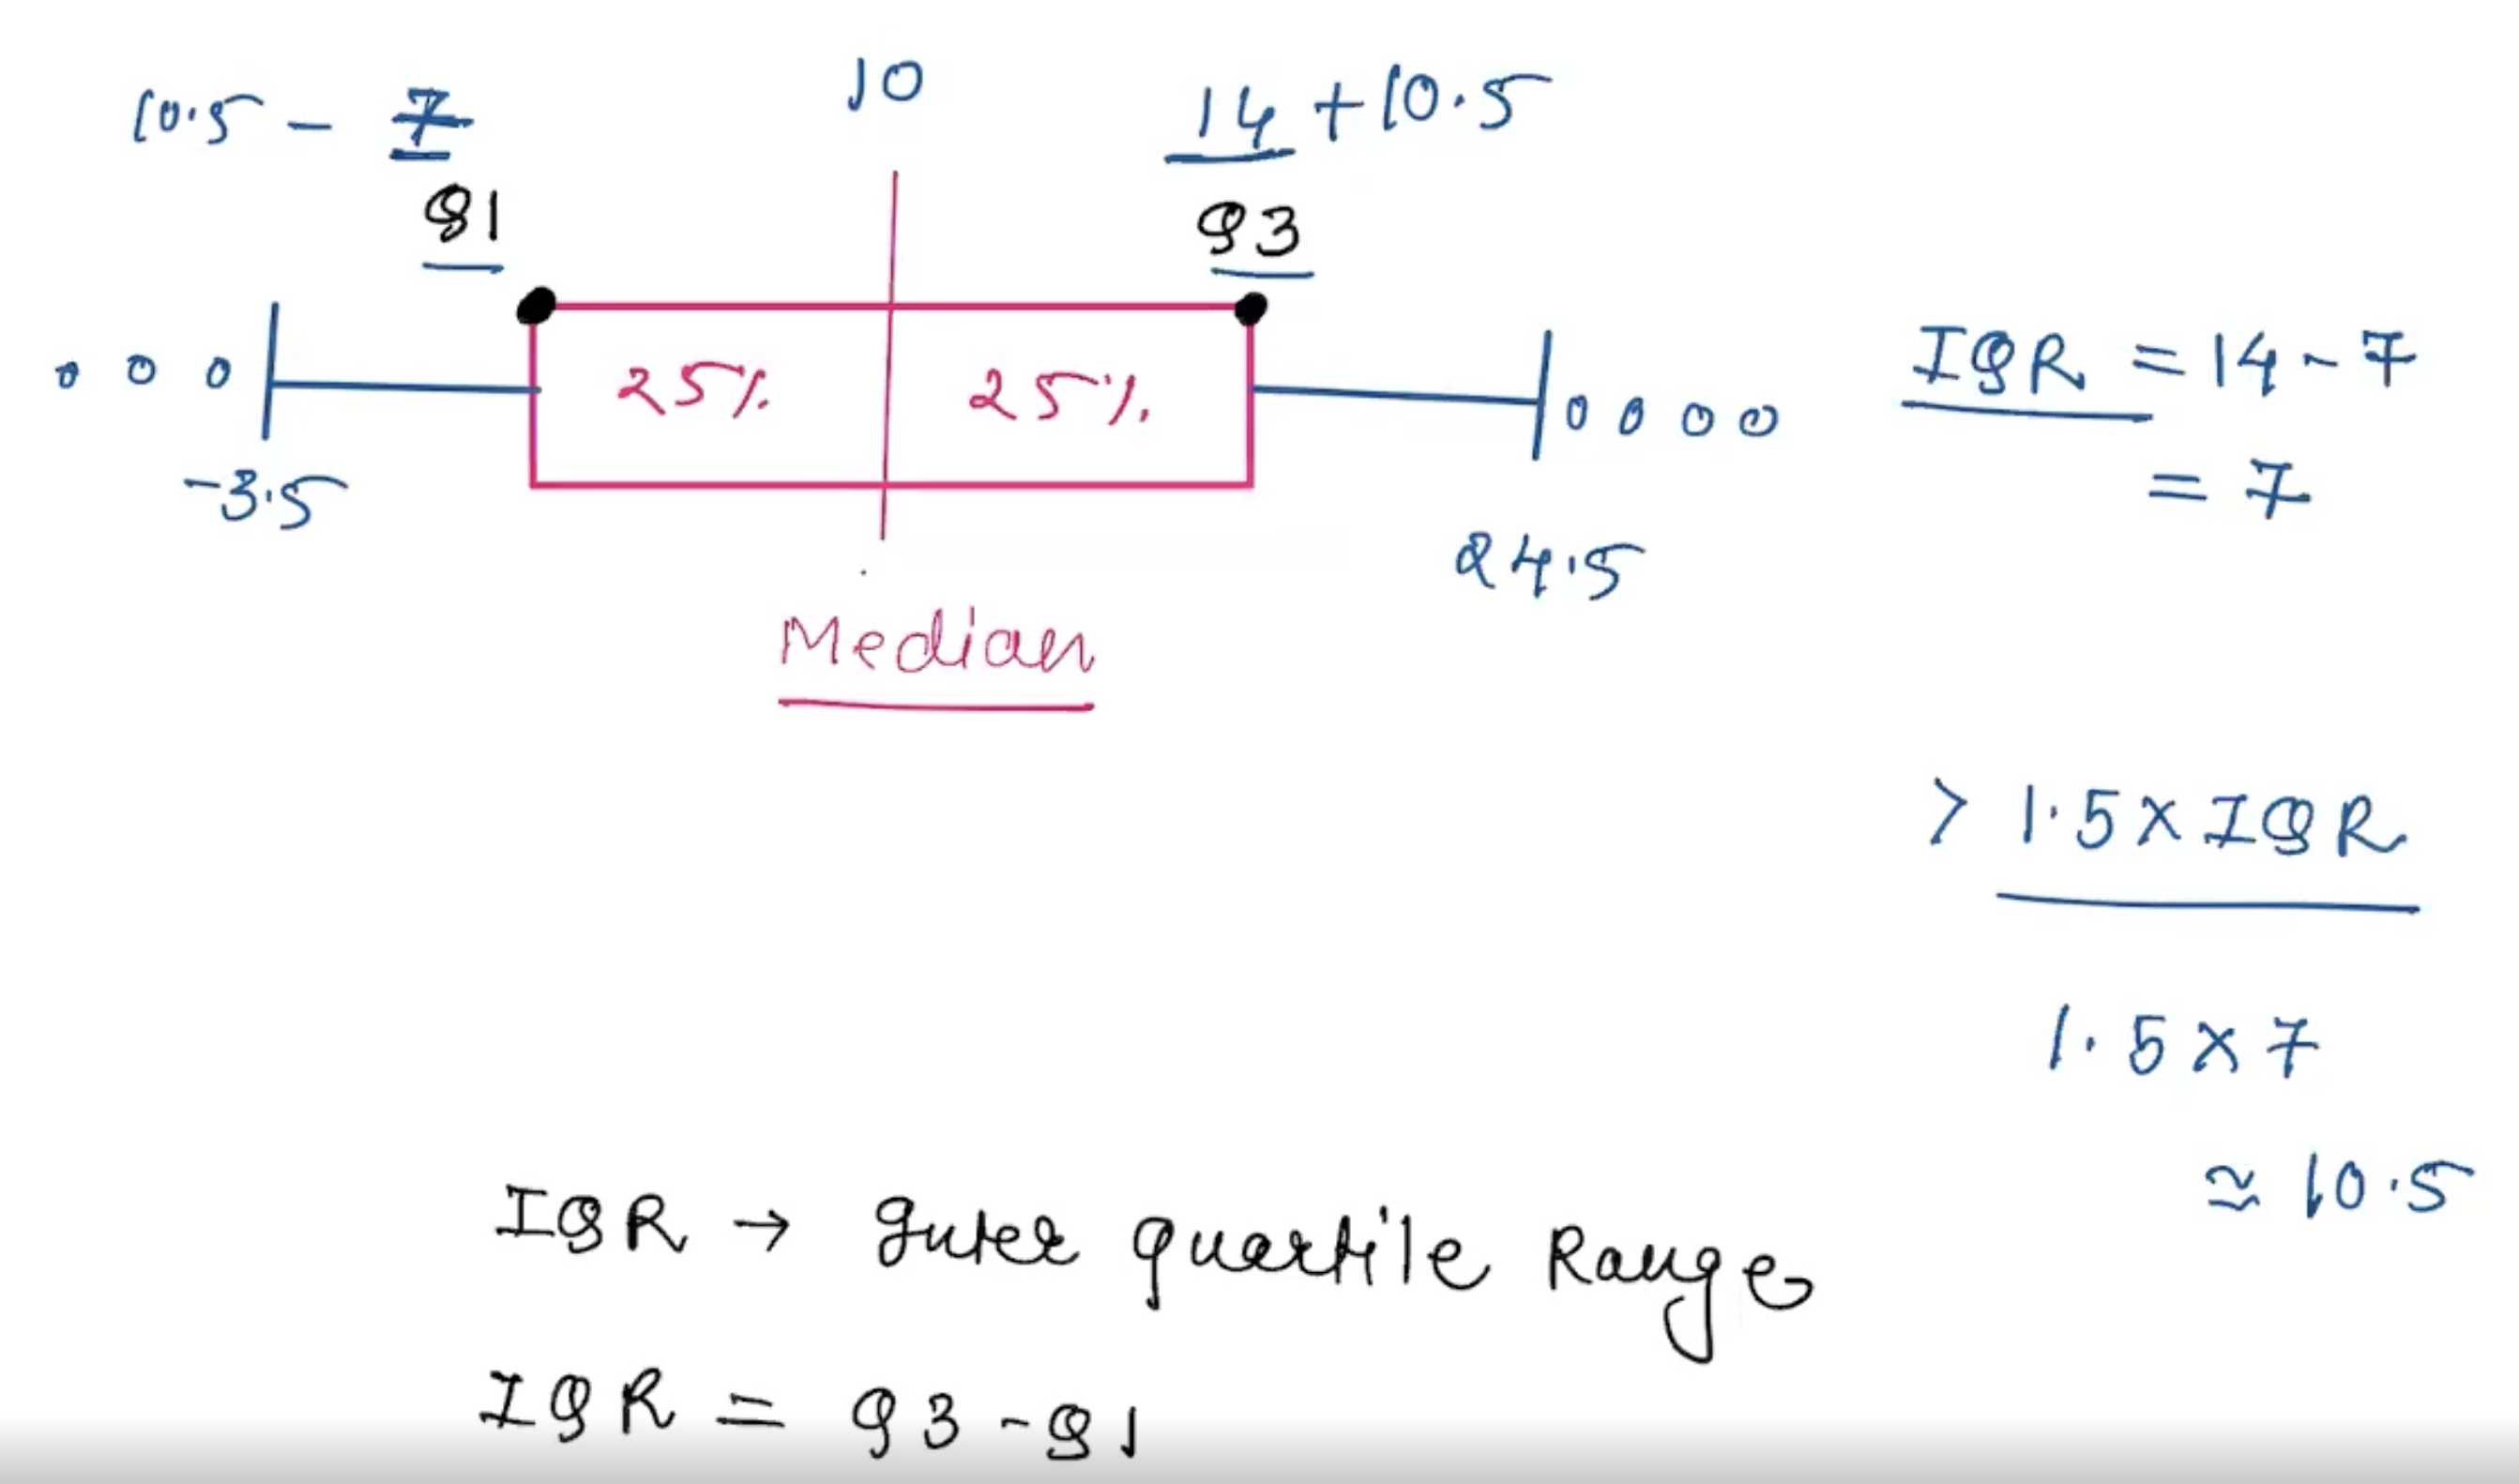 10.5 - 7
10
14 + 10.5
Q1
Q3
25%
25%
-3.5
24.5
Median
IQR = 14 - 7
= 7
> 1.5 x IQR
1.5 x 7
≃ 10.5
IQR → Inter Quartile Range
IQR = Q3 - Q1